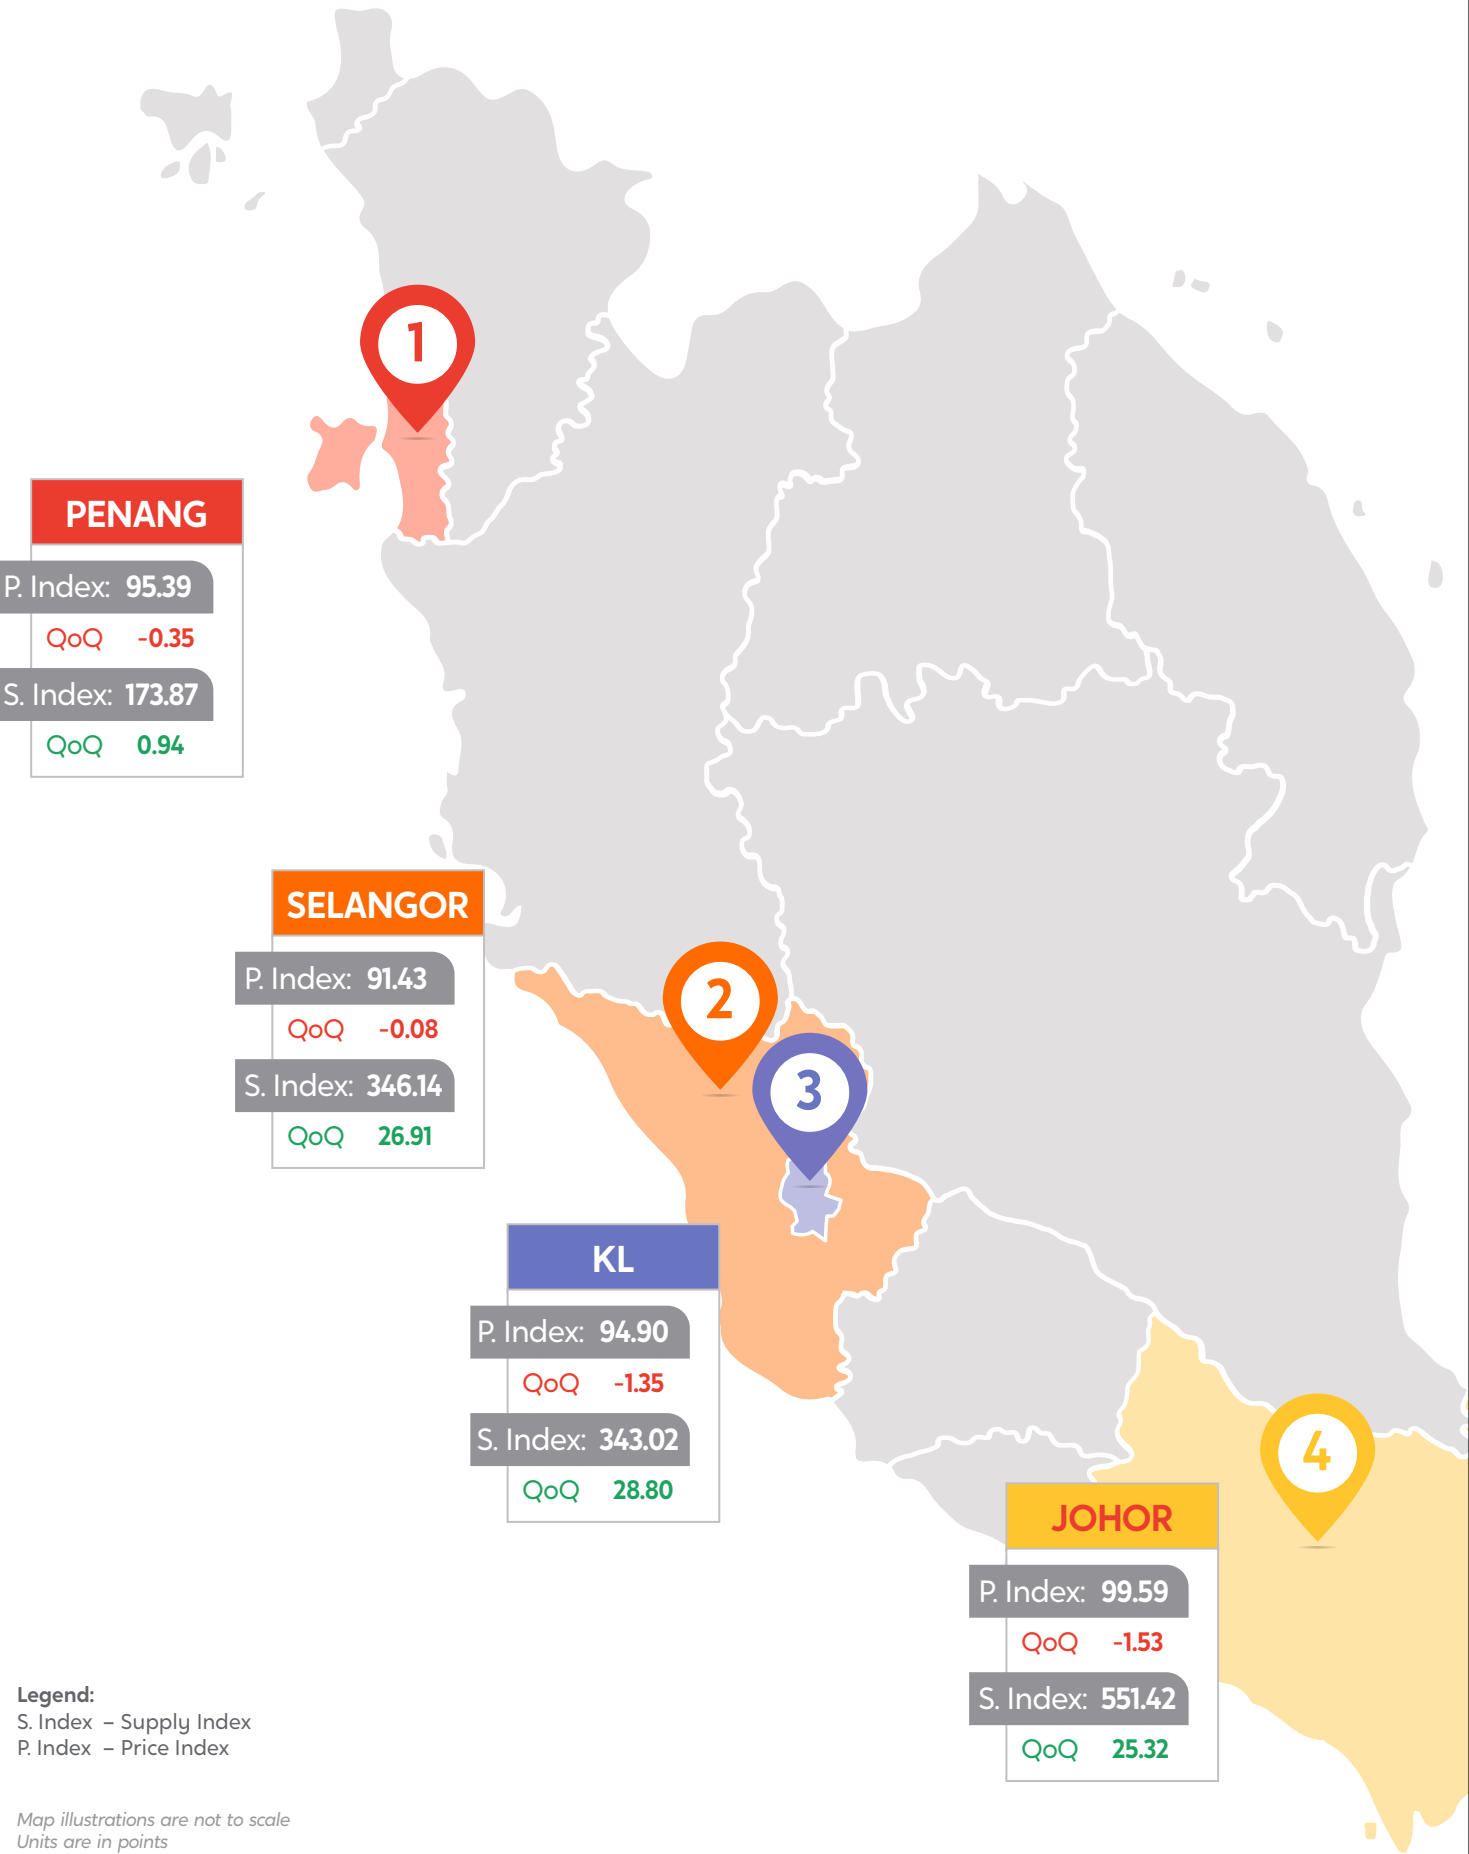 1
PENANG
P. Index: 95.39
QoQ -0.35
S. Index: 173.87
QoQ 0.94
2
SELANGOR
P. Index: 91.43
QoQ -0.08
S. Index: 346.14
QoQ 26.91
3
KL
P. Index: 94.90
QoQ -1.35
S. Index: 343.02
QoQ 28.80
4
JOHOR
P. Index: 99.59
QoQ -1.53
S. Index: 551.42
QoQ 25.32
Legend:
S. Index – Supply Index
P. Index – Price Index
Map illustrations are not to scale
Units are in points